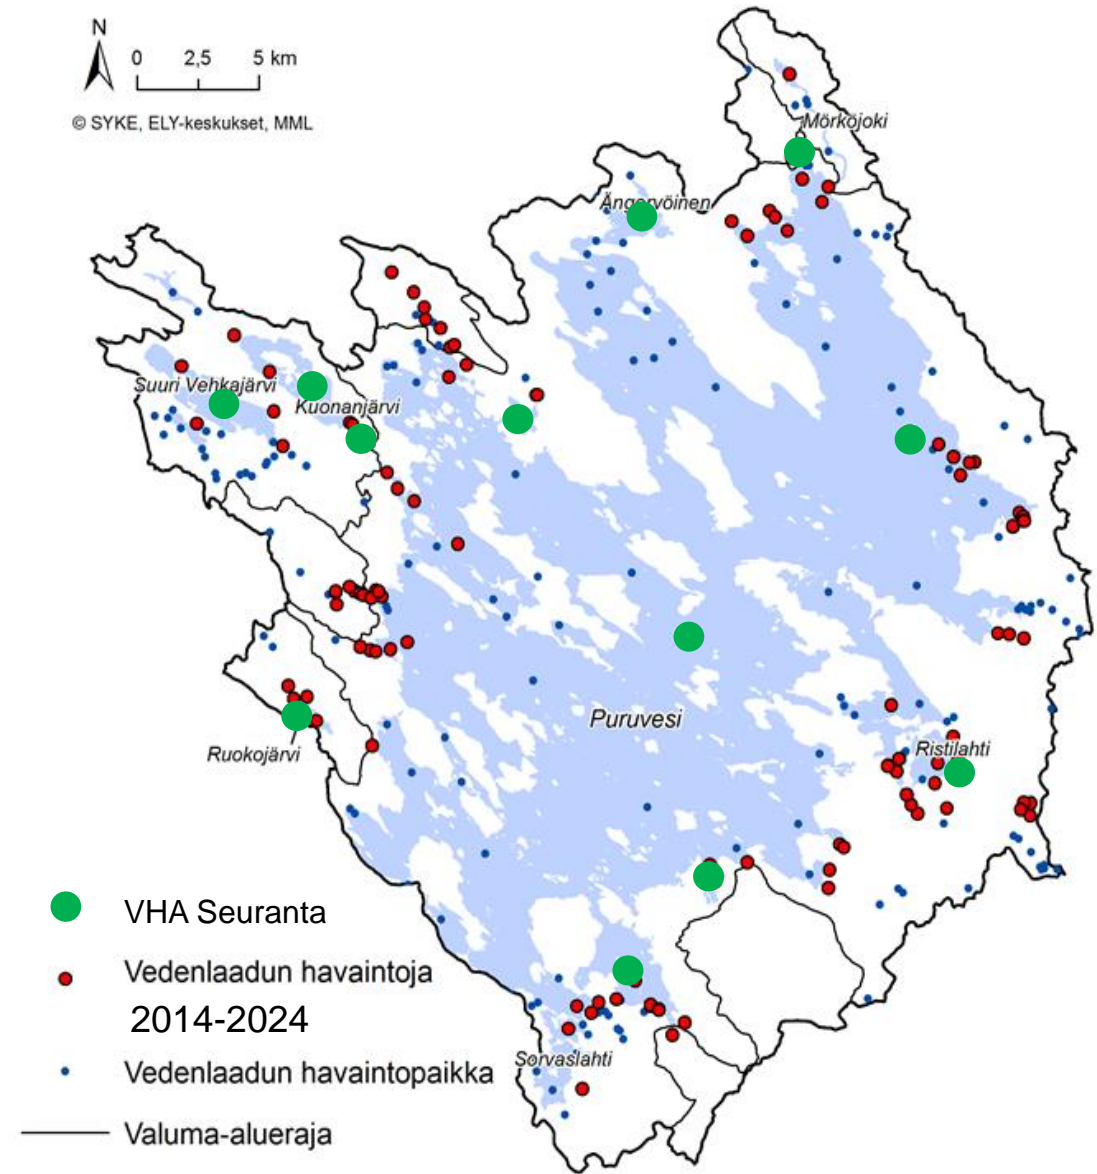 N
0 2,5 5 km
© SYKE, ELY-keskukset, MML
Mörköjoki
Ängervöinen
Suuri Vehkajärvi
Kuonanjärvi
Puruvesi
Ristilahti
Ruokojärvi
VHA Seuranta
Vedenlaadun havaintoja
2014-2024
Sorvaslahti
Vedenlaadun havaintopaikka
Valuma-alueraja